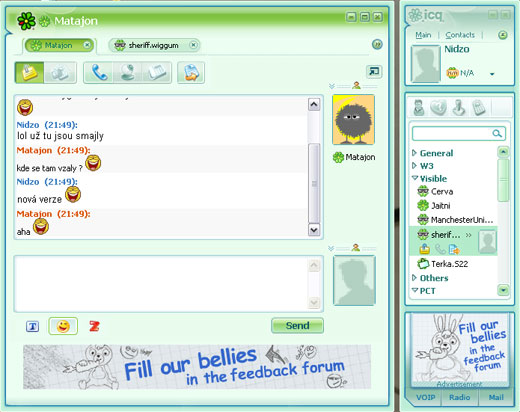 Matajon
Matajon
sheriff.wiggum
Nidzo (21:49):
lol už tu jsou smajly
Matajon (21:49):
kde se tam vzaly ?
Nidzo (21:49):
nová verze
Matajon (21:49):
aha
Matajon
T
Z
Send
Fill our bellies
in the feedback forum
icq
Main
Contacts
Nidzo
N/A
General
W3
Visible
Cerva
Jaitni
ManchesterUni...
sherif... »
Terka.S22
Others
PCT
Fill our
bellies
in the
feedback
forum
Advertisement
VOIP
Radio
Mail